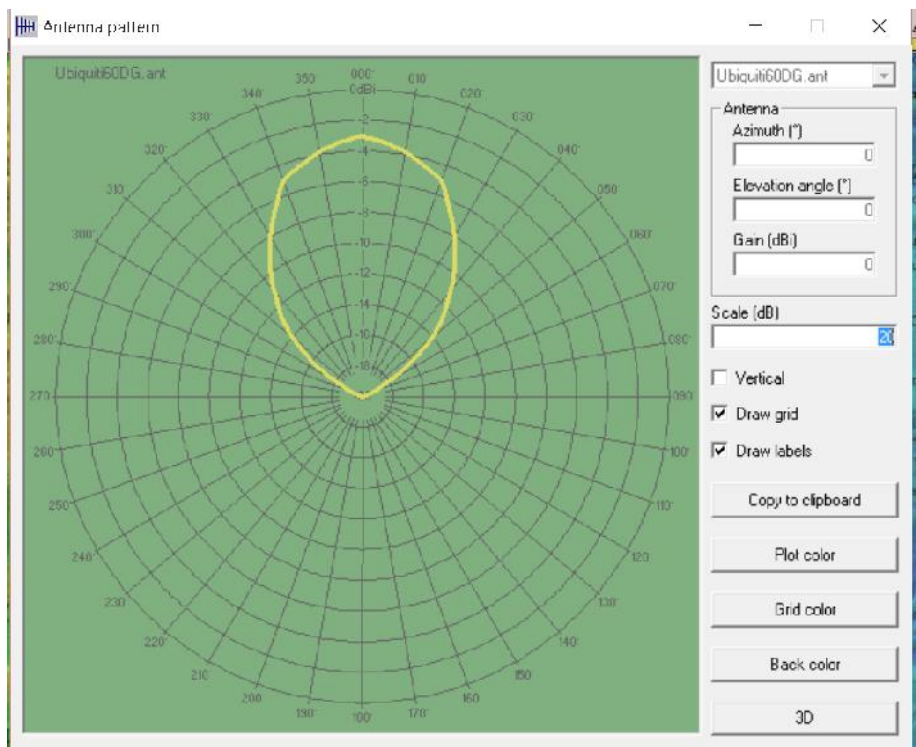 Antenna pattern
Ubiquiti60DG.ant
350 000° 010
340 0dBi 020
330 -2 030
320 -4 040
310 -6 050
300 -8 060
290 -10 070
280 -12 080
270 -14 090
-16
-18
260 100
250 110
240 120
230 130
220 140
210 150
200 160
190 170
Ubiquiti60DG.ant
Antenna
Azimuth (°)
0
Elevation angle (°)
0
Gain (dBi)
0
Scale (dB)
20
Vertical
Draw grid
Draw labels
Copy to clipboard
Plot color
Grid color
Back color
3D